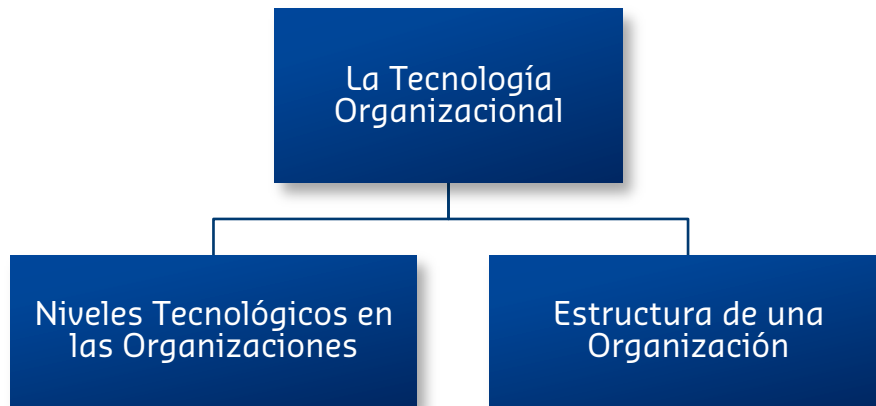 La Tecnología
Organizacional
Niveles Tecnológicos en
las Organizaciones
Estructura de una
Organización